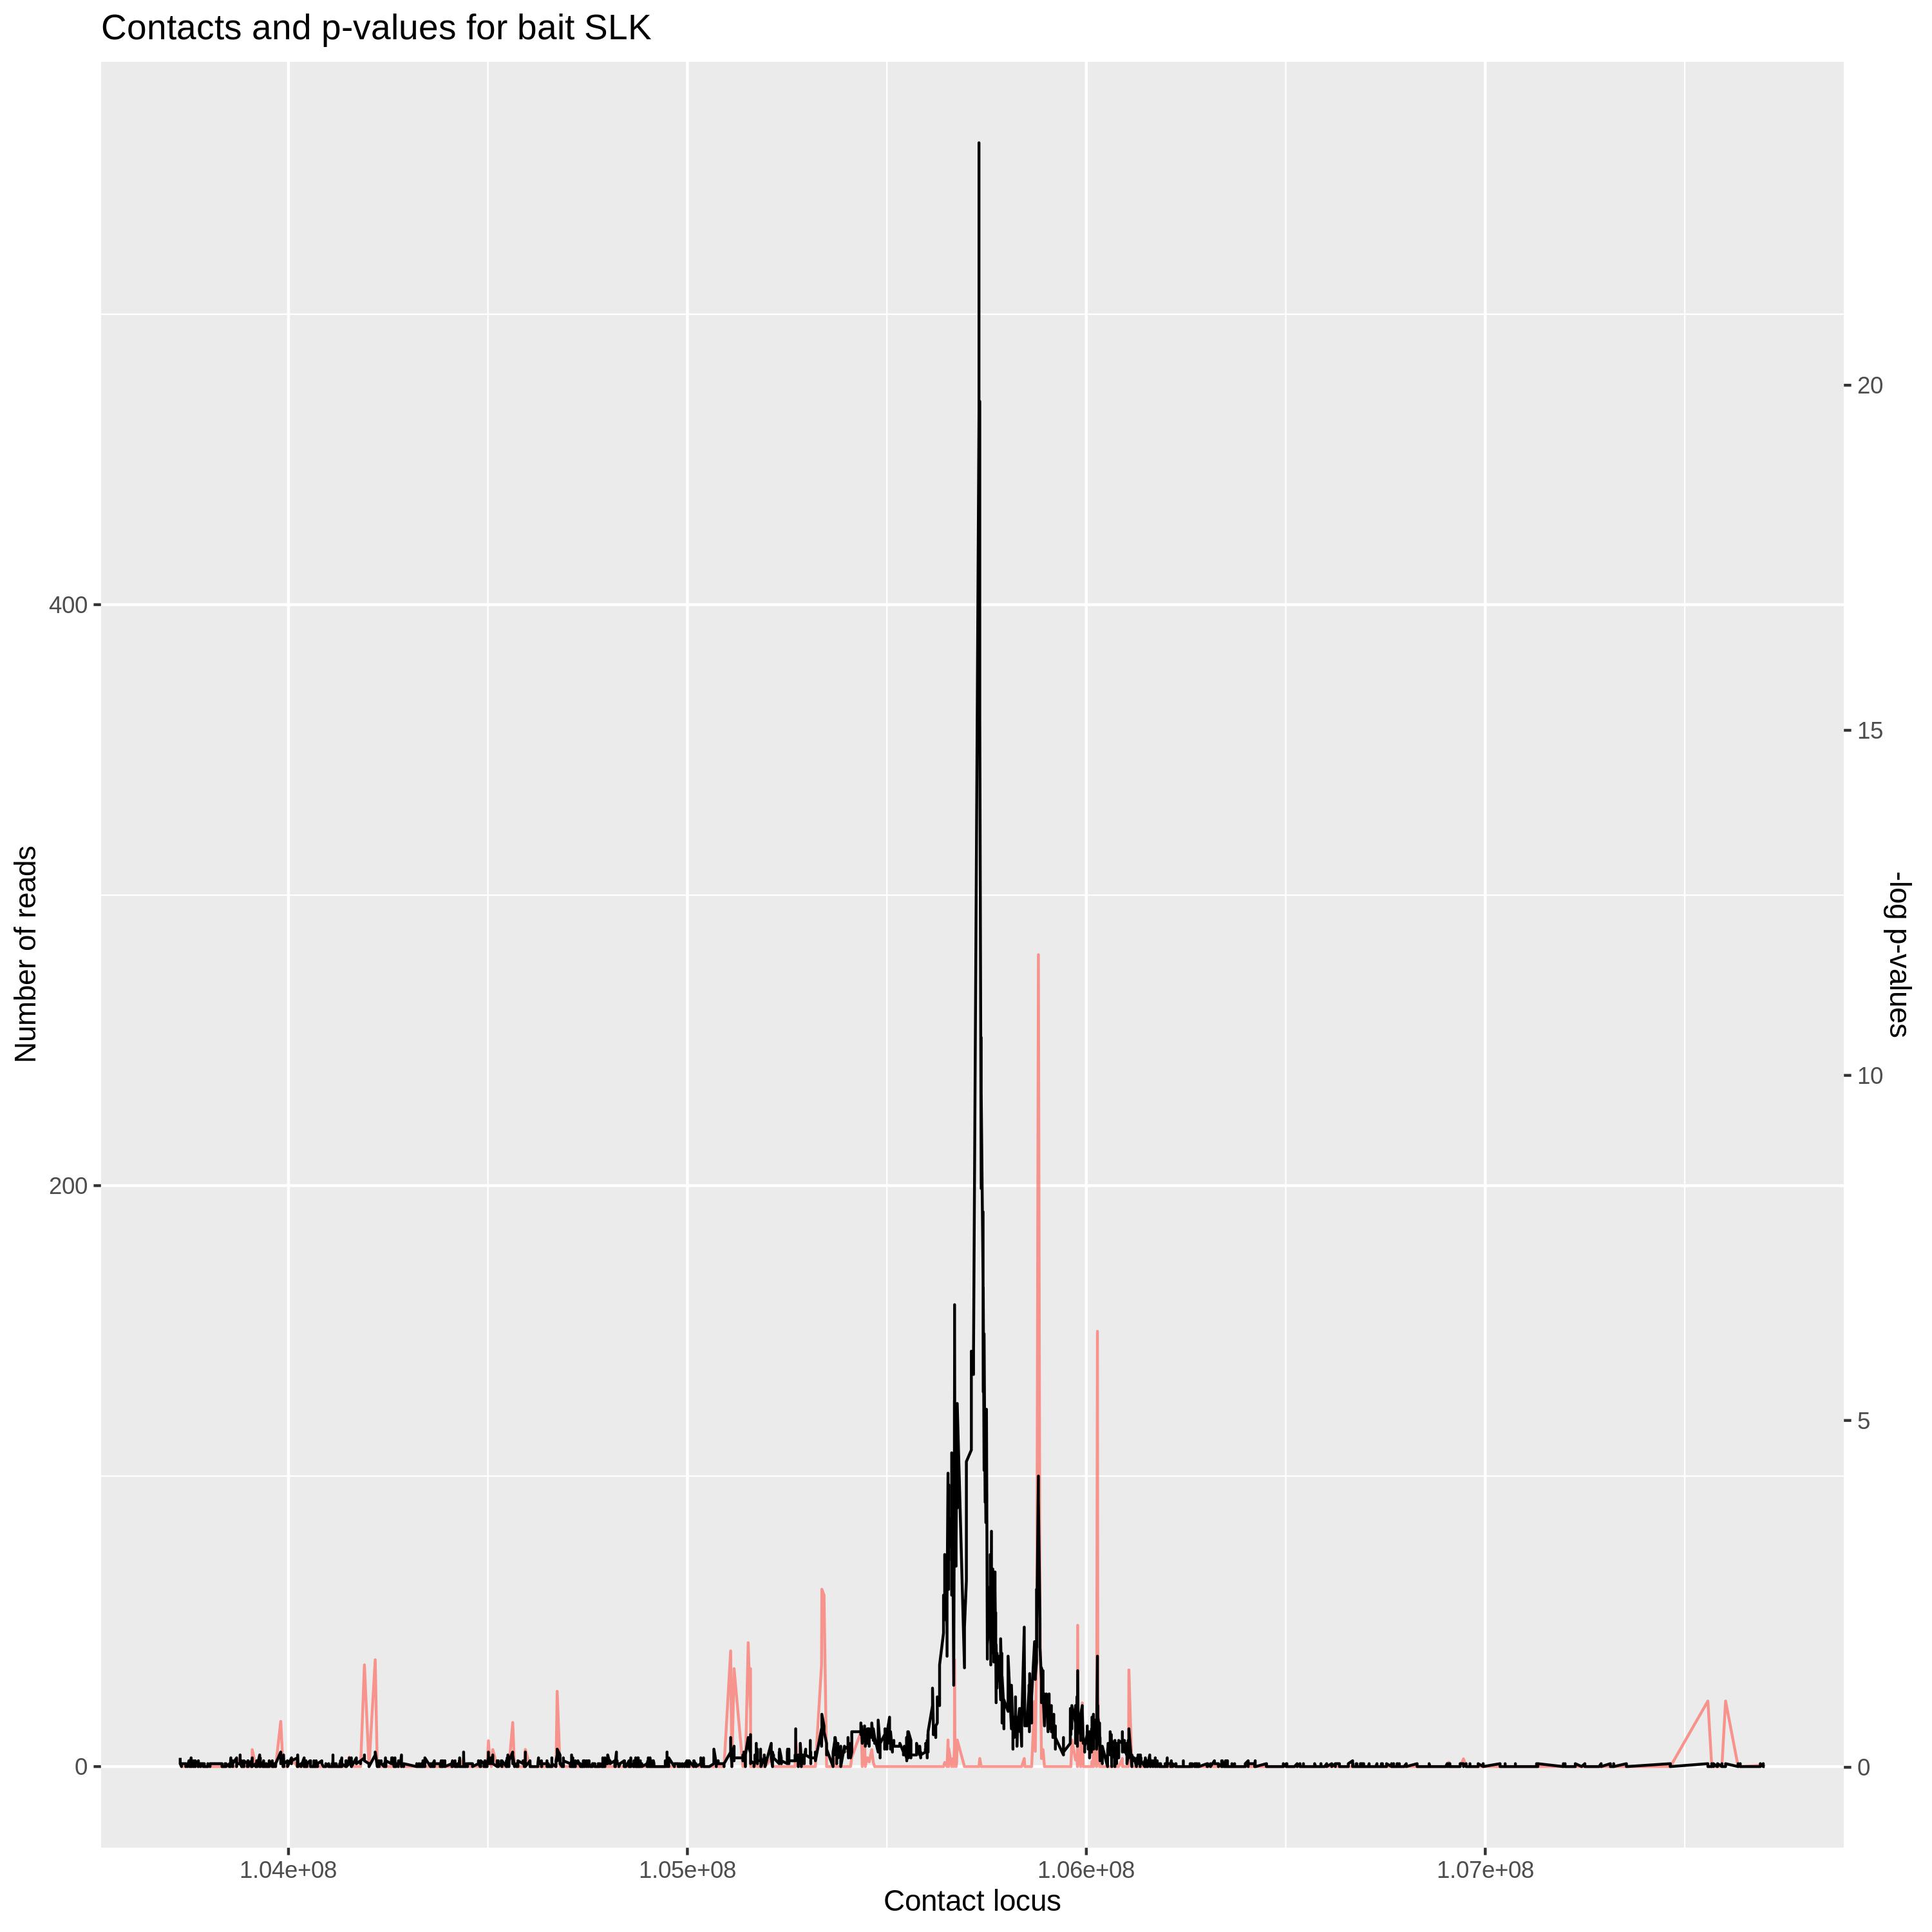 Contacts and p-values for bait SLK
Number of reads
400
200
0
20
15
10
5
0
-log p-values
1.04e+08
1.05e+08
1.06e+08
1.07e+08
Contact locus